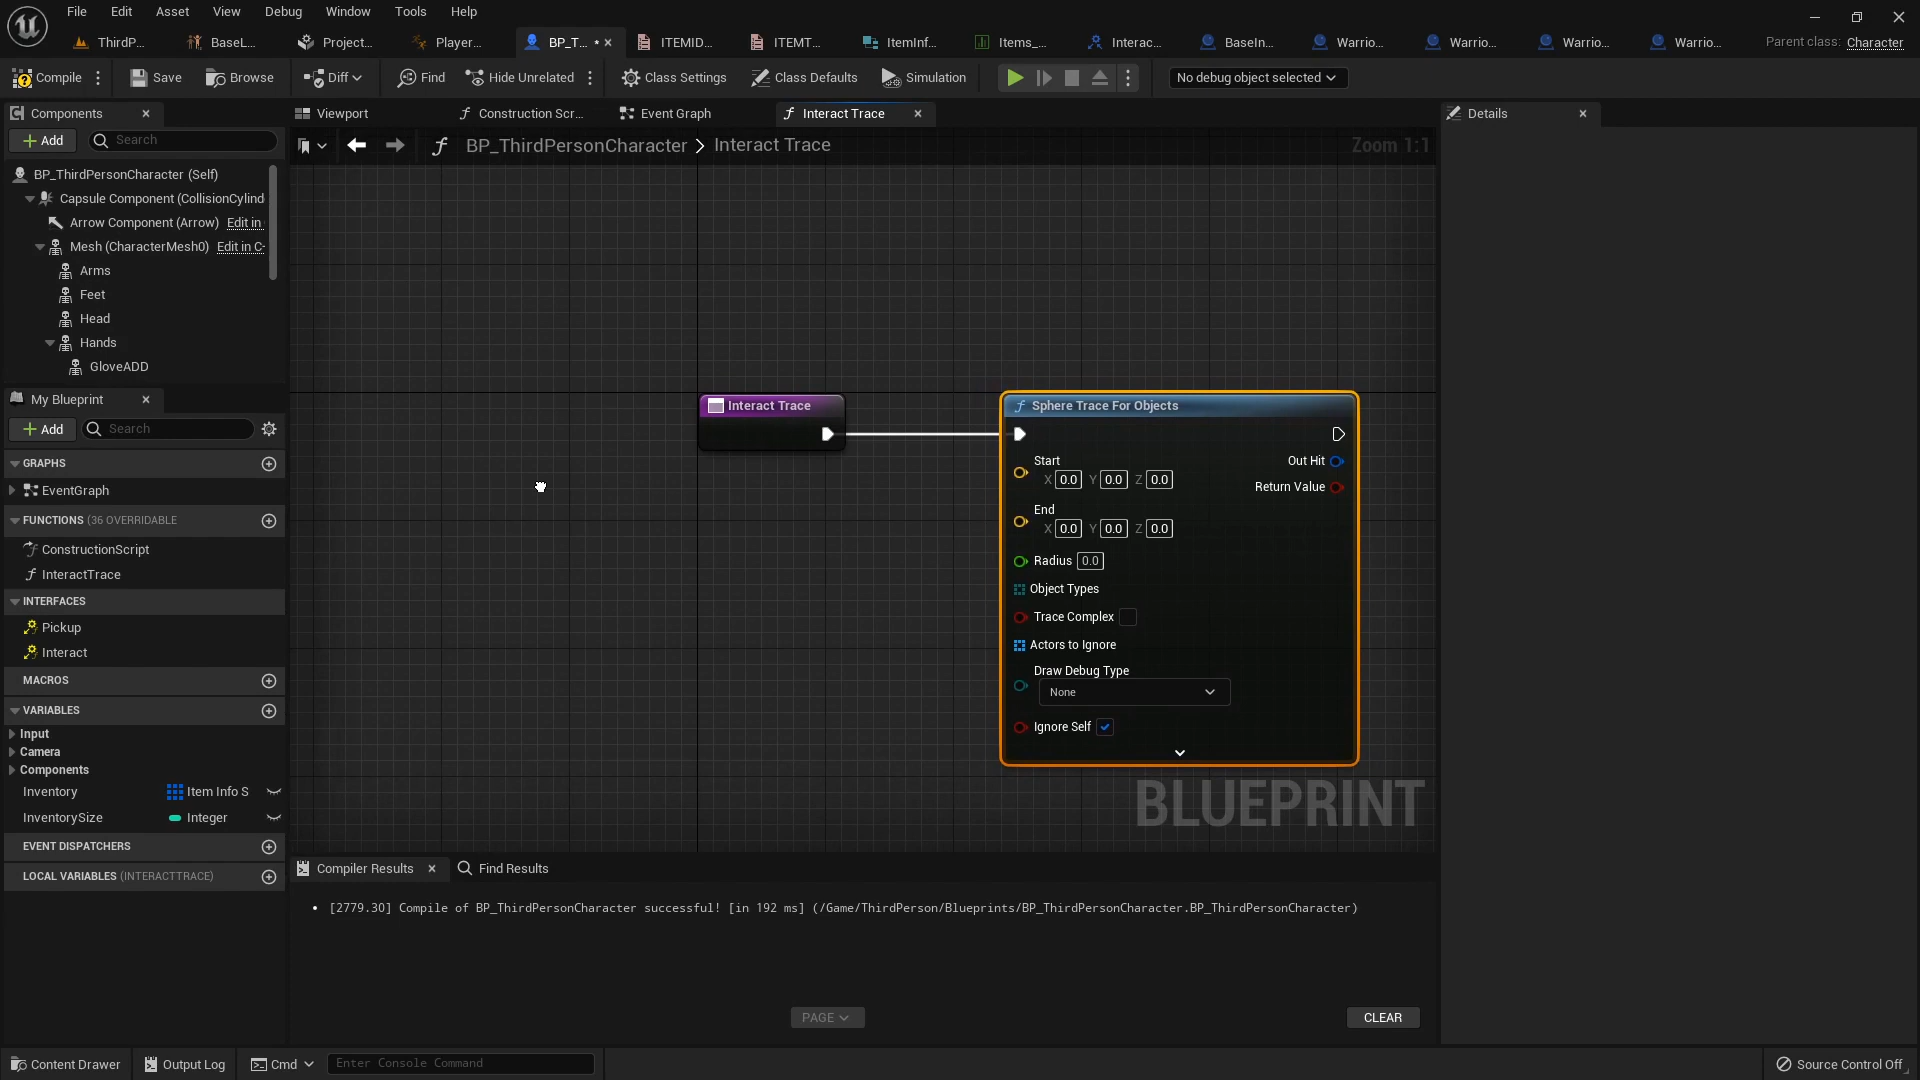 File Edit Asset View Debug Window Tools Help
ThirdP... BaseL... Project... Player... BP_T... * ITEMID... ITEMT... ItemInf... Items_... Interac... BaseIn... Warrio... Warrio... Warrio... Warrio... Parent class: Character
Compile Save Browse Diff Find Hide Unrelated Class Settings Class Defaults Simulation No debug object selected
Components Viewport Construction Scr... Event Graph Interact Trace Details
Add Search BP_ThirdPersonCharacter > Interact Trace Zoom 1:1
BP_ThirdPersonCharacter (Self)
Capsule Component (CollisionCylind
Arrow Component (Arrow) Edit in
Mesh (CharacterMesh0) Edit in C
Arms
Feet
Head
Hands
GloveADD
My Blueprint
Add Search
GRAPHS
EventGraph
FUNCTIONS (36 OVERRIDABLE
ConstructionScript
InteractTrace
INTERFACES
Pickup
Interact
MACROS
VARIABLES
Input
Camera
Components
Inventory Item Info S
InventorySize Integer
EVENT DISPATCHERS
LOCAL VARIABLES (INTERACTTRACE)
Interact Trace
Sphere Trace For Objects
Start Out Hit
X 0.0 Y 0.0 Z 0.0
Return Value
End
X 0.0 Y 0.0 Z 0.0
Radius 0.0
Object Types
Trace Complex
Actors to Ignore
Draw Debug Type
None
Ignore Self
BLUEPRINT
Compiler Results Find Results
[2779.30] Compile of BP_ThirdPersonCharacter successful! [in 192 ms] (/Game/ThirdPerson/Blueprints/BP_ThirdPersonCharacter.BP_ThirdPersonCharacter)
PAGE CLEAR
Content Drawer Output Log Cmd Enter Console Command Source Control Off